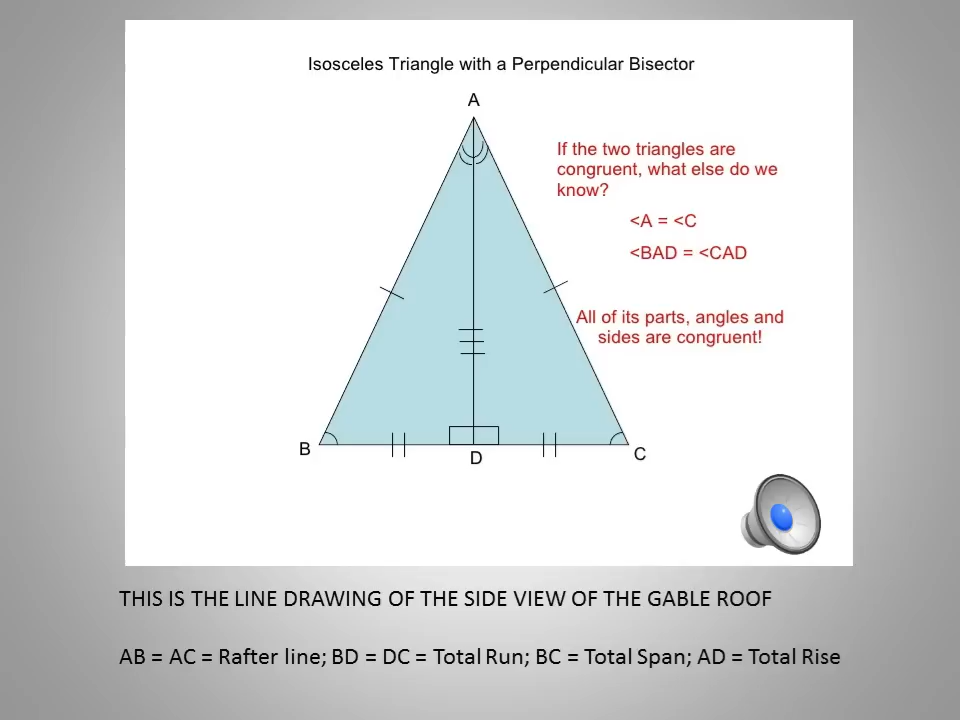 Isosceles Triangle with a Perpendicular Bisector
A
If the two triangles are
congruent, what else do we
know?
<A = <C
<BAD = <CAD
All of its parts, angles and
sides are congruent!
B
D
C
THIS IS THE LINE DRAWING OF THE SIDE VIEW OF THE GABLE ROOF
AB = AC = Rafter line; BD = DC = Total Run; BC = Total Span; AD = Total Rise